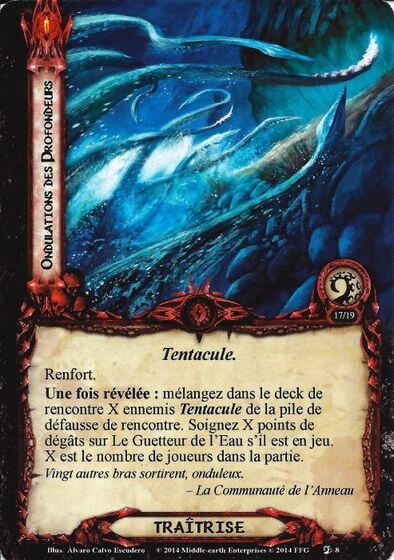 ONDULATIONS DES PROFONDEURS
17/19
Tentacule.
Renfort.
Une fois révélée : mélangez dans le deck de
rencontre X ennemis Tentacule de la pile de
défausse de rencontre. Soignez X points de
dégâts sur Le Guetteur de l'Eau s'il est en jeu.
X est le nombre de joueurs dans la partie.
Vingt autres bras sortirent, onduleux.
– La Communauté de l'Anneau
TRAÎTRISE
Illus. Álvaro Calvo Escudero © 2014 Middle-earth Enterprises © 2014 FFG 8